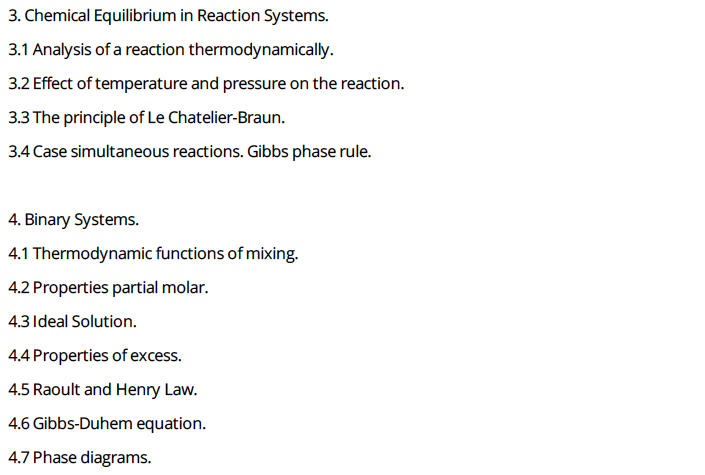 3. Chemical Equilibrium in Reaction Systems.
3.1 Analysis of a reaction thermodynamically.
3.2 Effect of temperature and pressure on the reaction.
3.3 The principle of Le Chatelier-Braun.
3.4 Case simultaneous reactions. Gibbs phase rule.
4. Binary Systems.
4.1 Thermodynamic functions of mixing.
4.2 Properties partial molar.
4.3 Ideal Solution.
4.4 Properties of excess.
4.5 Raoult and Henry Law.
4.6 Gibbs-Duhem equation.
4.7 Phase diagrams.